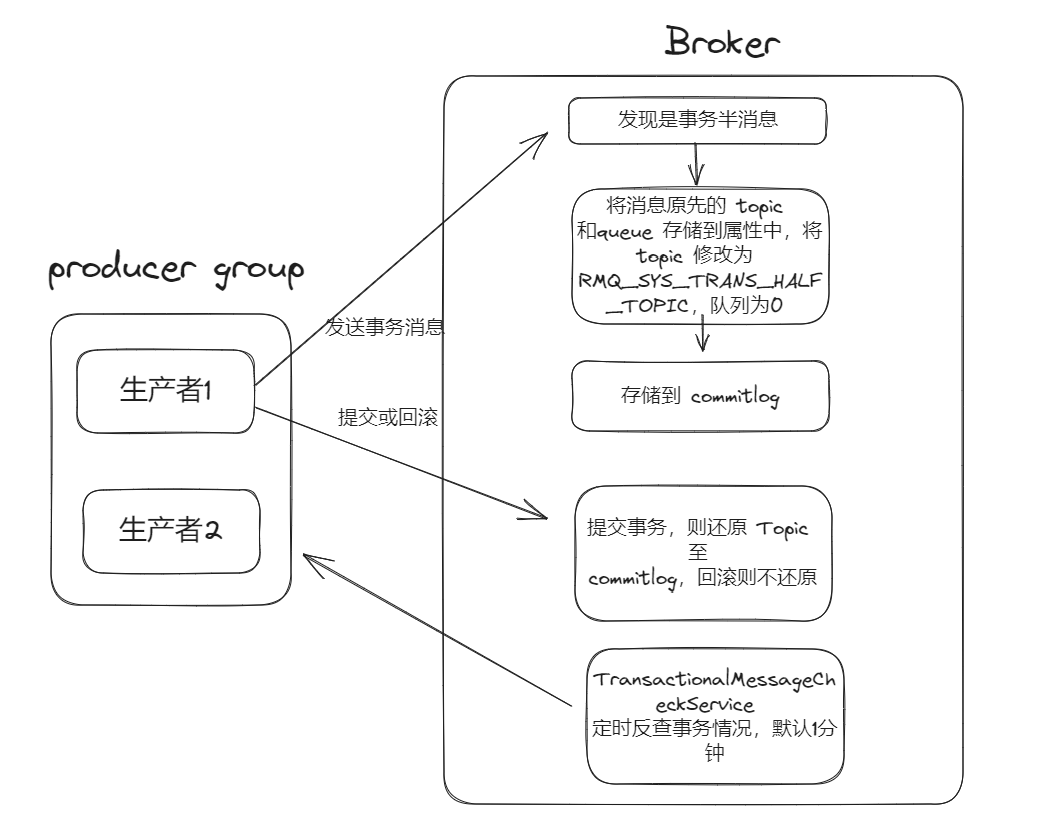 Broker
发现是事务半消息
将消息原先的 topic
和queue 存储到属性中，将
topic 修改为
RMQ_SYS_TRANS_HALF
_TOPIC，队列为0
producer group
发送事务消息
生产者1
存储到 commitlog
提交或回滚
生产者2
提交事务，则还原 Topic
至
commitlog，回滚则不还原
TransactionalMessageCh
eckService
定时反查事务情况，默认1分
钟